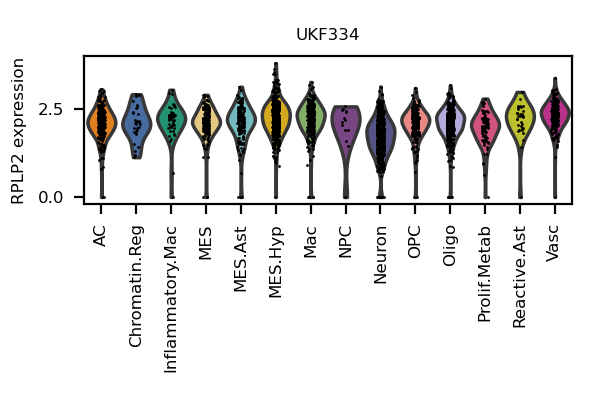 UKF334
RPLP2 expression
2.5
0.0
AC
Chromatin.Reg
Inflammatory.Mac
MES
MES.Ast
MES.Hyp
Mac
NPC
Neuron
OPC
Oligo
Prolif.Metab
Reactive.Ast
Vasc